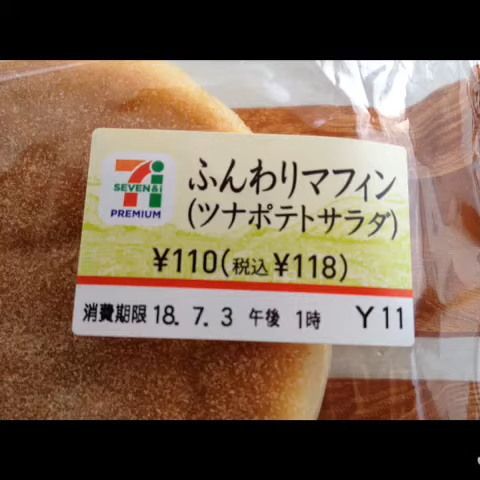 SEVEN&i
PREMIUM
ふんわりマフィン
(ツナポテトサラダ)
¥110(税込¥118)
消費期限 18. 7. 3 午後 1時 Y11